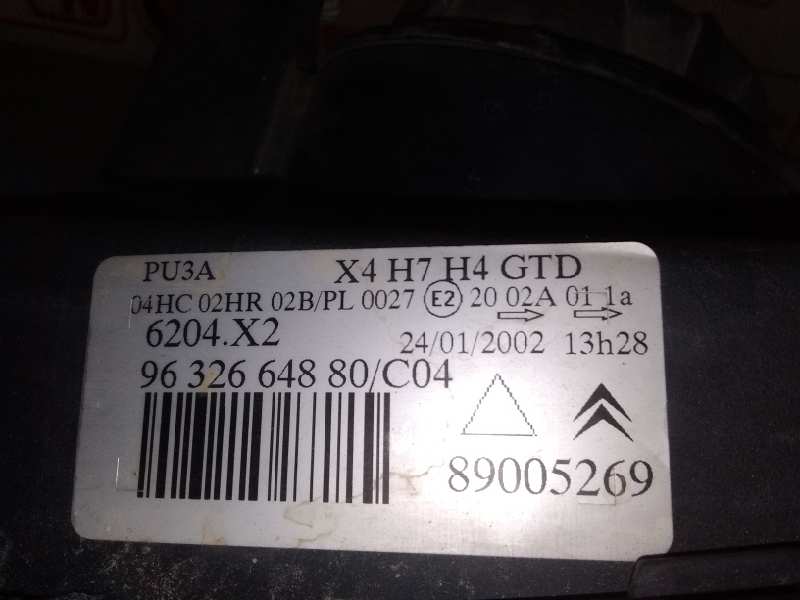 PU3A X4 H7 H4 GTD
04HC 02HR 02B/PL 0027 E2 20 02A 01 1a
6204.X2 24/01/2002 13h28
96 326 648 80/C04
89005269